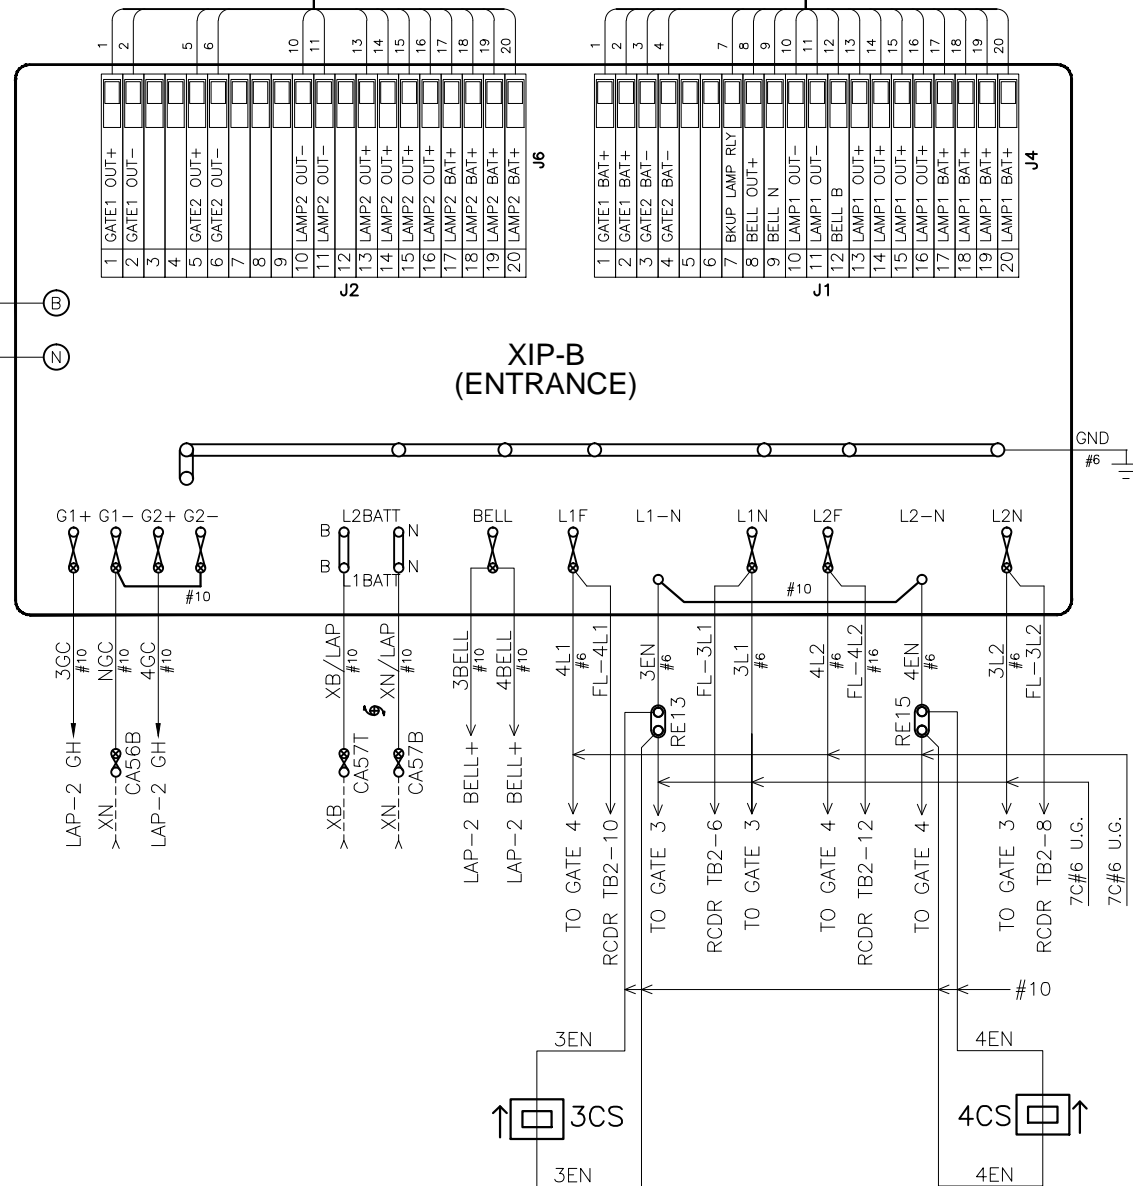 1 2 5 6 10 11 13 14 15 16 17 18 19 20
1 2 3 4 7 8 9 10 11 12 13 14 15 16 17 18 19 20
1 GATE1 OUT+
2 GATE1 OUT-
3
4
5 GATE2 OUT+
6 GATE2 OUT-
7
8
9
10 LAMP2 OUT-
11 LAMP2 OUT-
12
13 LAMP2 OUT+
14 LAMP2 OUT+
15 LAMP2 OUT+
16 LAMP2 OUT+
17 LAMP2 BAT+
18 LAMP2 BAT+
19 LAMP2 BAT+
20 LAMP2 BAT+
J6
J2
1 GATE1 BAT+
2 GATE1 BAT+
3 GATE2 BAT-
4 GATE2 BAT-
5
6
7 BKUP LAMP RLY
8 BELL OUT+
9 BELL N
10 LAMP1 OUT-
11 LAMP1 OUT-
12 BELL B
13 LAMP1 OUT+
14 LAMP1 OUT+
15 LAMP1 OUT+
16 LAMP1 OUT+
17 LAMP1 BAT+
18 LAMP1 BAT+
19 LAMP1 BAT+
20 LAMP1 BAT+
J4
J1
B
N
XIP-B
(ENTRANCE)
GND
#6
G1+ G1- G2+ G2-
L2BATT
B N
B N
L1BATT
BELL
L1F
L1-N
L1N
L2F
L2-N
L2N
#10
#10
3GC
#10
NGC
#10
4GC
#10
XB/LAP
#10
XN/LAP
#10
3BELL
#10
4BELL
#10
4L1
#6
FL-4L1
3EN
#6
FL-3L1
3L1
#6
4L2
#6
FL-4L2
#16
4EN
#6
3L2
#6
FL-3L2
RE13
RE15
CA56B
CA57T
CA57B
LAP-2 GH
XN
LAP-2 GH
XB
XN
LAP-2 BELL+
LAP-2 BELL+
TO GATE 4
RCDR TB2-10
TO GATE 3
RCDR TB2-6
TO GATE 3
TO GATE 4
RCDR TB2-12
TO GATE 4
TO GATE 3
RCDR TB2-8
7C#6 U.G.
7C#6 U.G.
#10
3EN
4EN
3CS
4CS
3EN
4EN